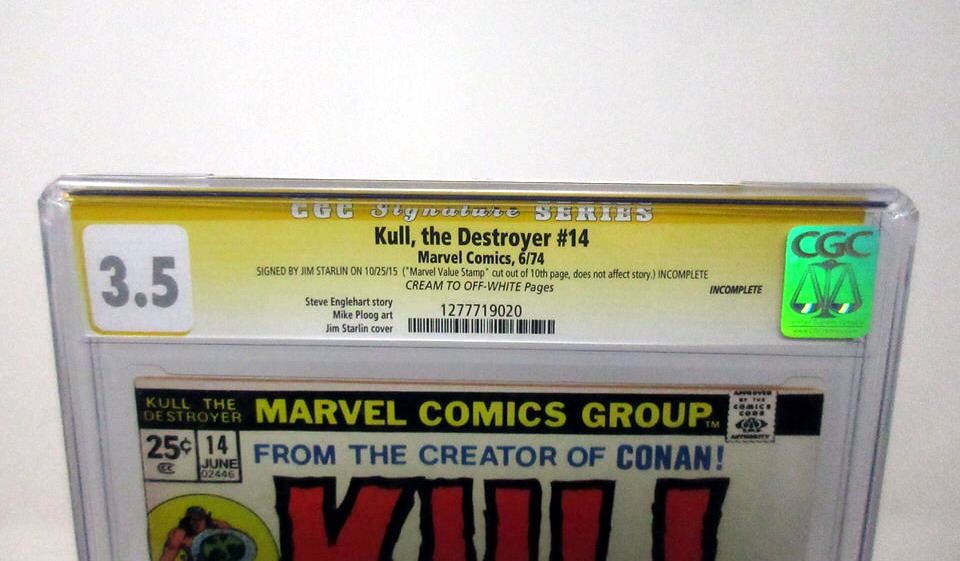 CGC Signature SERIES
Kull, the Destroyer #14
Marvel Comics, 6/74
SIGNED BY JIM STARLIN ON 10/25/15 ("Marvel Value Stamp" cut out of 10th page, does not affect story.) INCOMPLETE
CREAM TO OFF-WHITE Pages
INCOMPLETE
3.5
Steve Englehart story
Mike Ploog art
Jim Starlin cover
1277719020
CGC
KULL THE
DESTROYER
MARVEL COMICS GROUP TM
APPROVED
BY THE
COMICS
CODE
AUTHORITY
25¢
CC
14
JUNE
02446
FROM THE CREATOR OF CONAN!
KULL